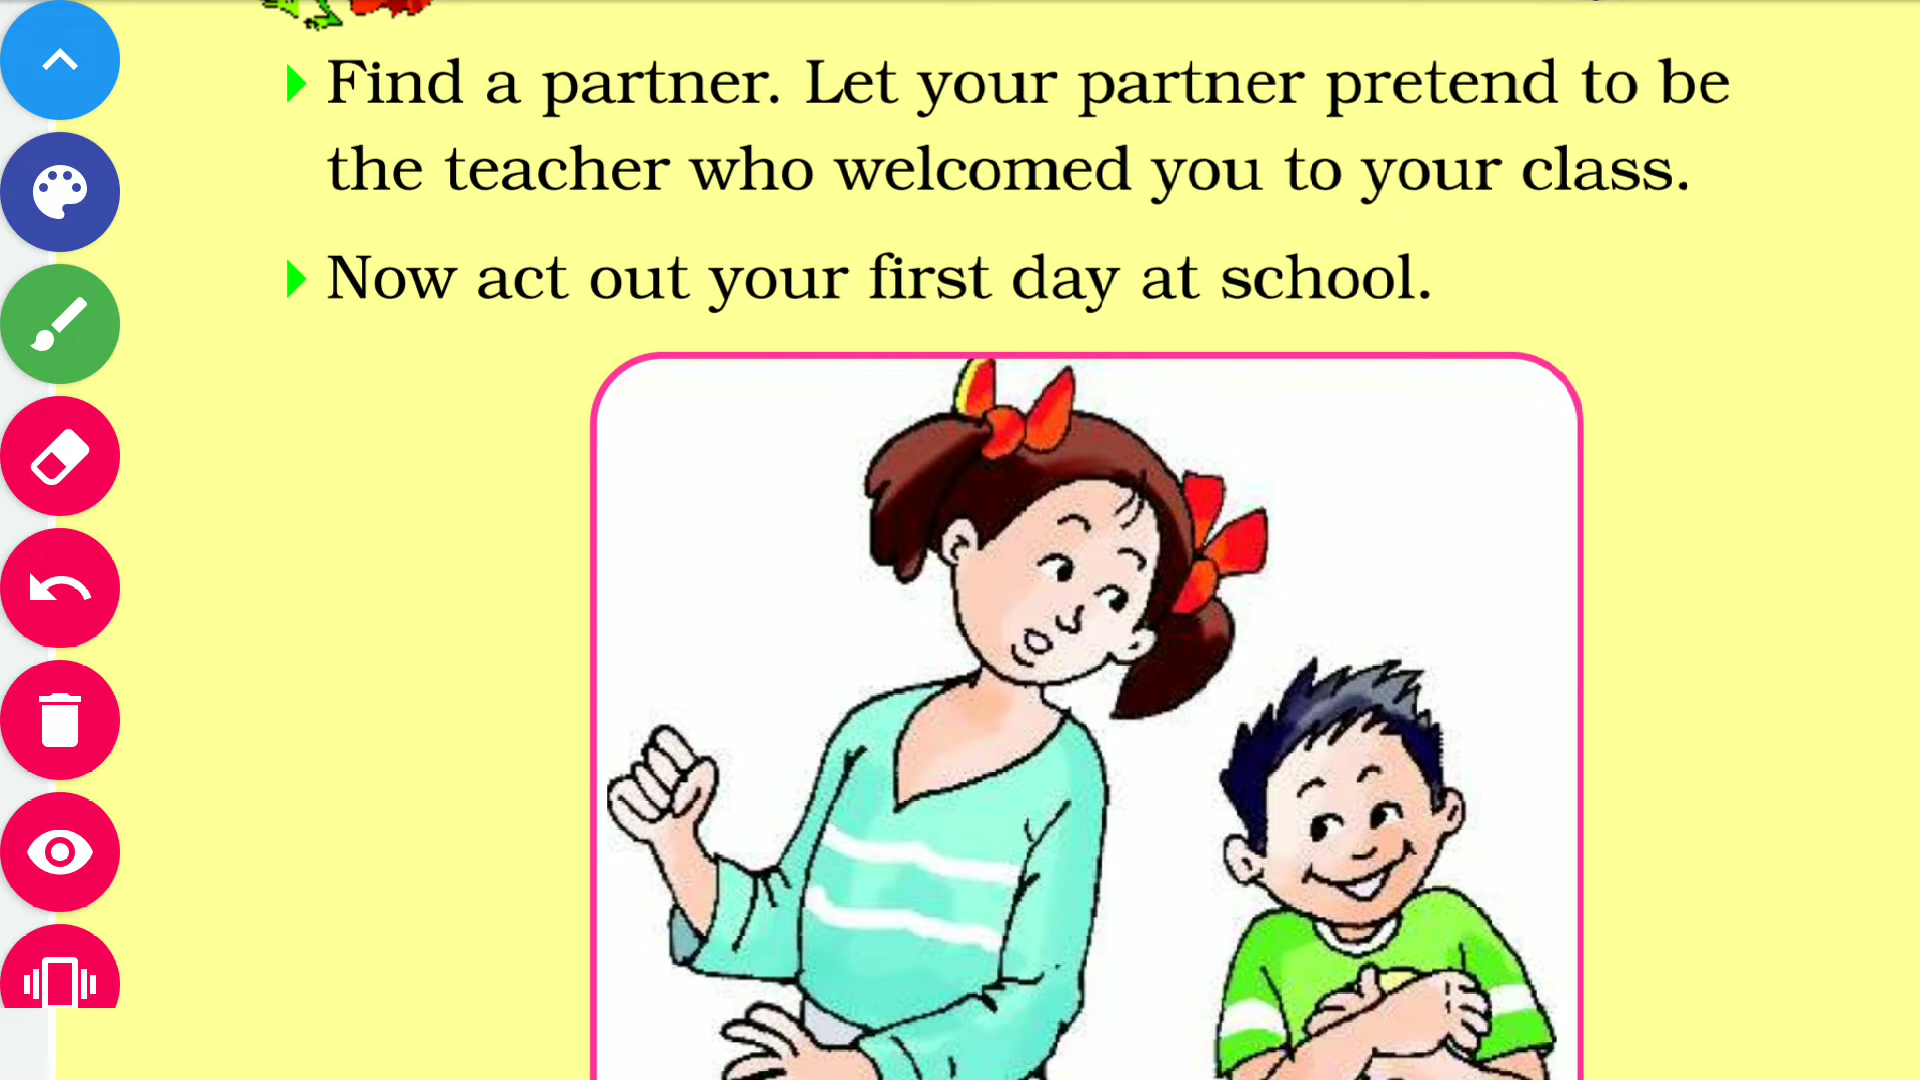 Find a partner. Let your partner pretend to be
the teacher who welcomed you to your class.
Now act out your first day at school.